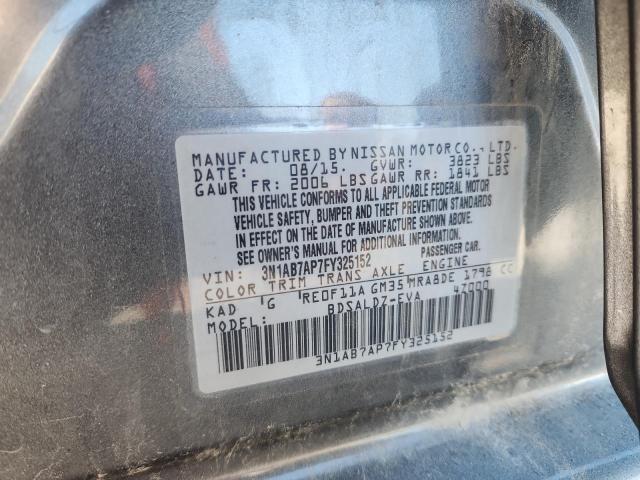 MANUFACTURED BY NISSAN MOTOR CO., LTD.
DATE: 08/15. GVWR: 3823 LBS
GAWR FR: 2006 LBS GAWR RR: 1841 LBS
THIS VEHICLE CONFORMS TO ALL APPLICABLE FEDERAL MOTOR
VEHICLE SAFETY, BUMPER AND THEFT PREVENTION STANDARDS
IN EFFECT ON THE DATE OF MANUFACTURE SHOWN ABOVE.
SEE OWNER'S MANUAL FOR ADDITIONAL INFORMATION.
VIN: 3N1AB7AP7FY325152 PASSENGER CAR.
COLOR TRIM TRANS AXLE ENGINE
KAD G RE0F11A GM35 MRA8DE 1798 CC
MODEL: BDSALDZ-EVA 4Z000
3N1AB7AP7FY325152